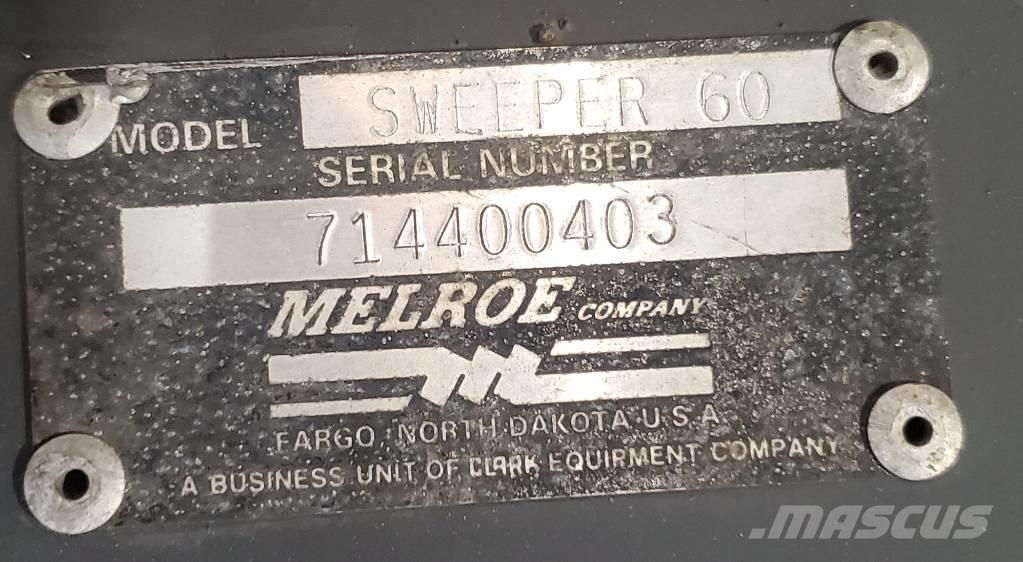 MODEL SWEEPER 60
SERIAL NUMBER
714400403
MELROE COMPANY
FARGO, NORTH DAKOTA U.S.A.
A BUSINESS UNIT OF CLARK EQUIPMENT COMPANY
.MASCUS